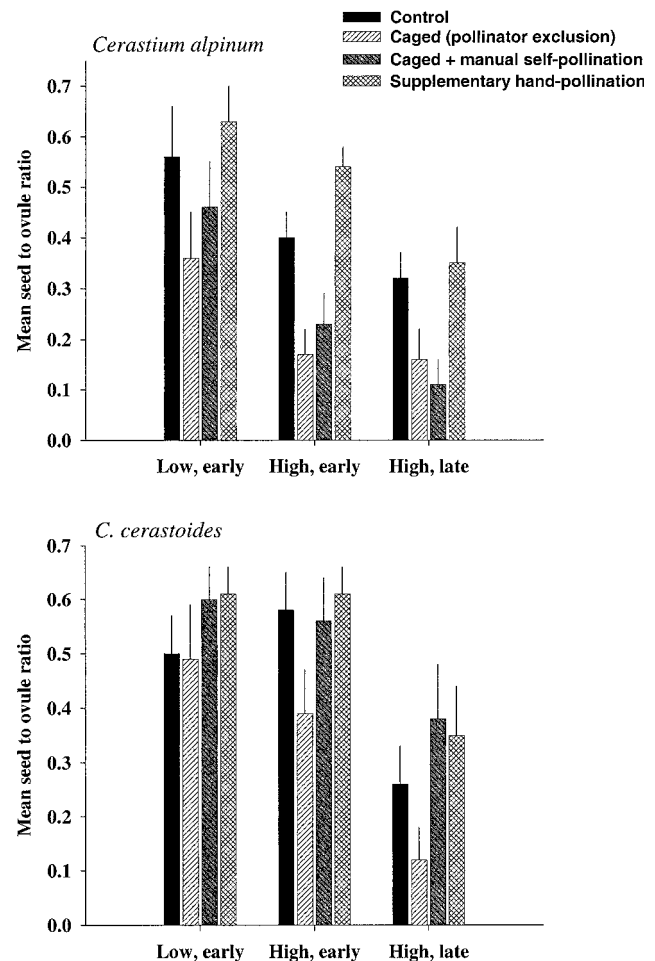 Control
Caged (pollinator exclusion)
Caged + manual self-pollination
Supplementary hand-pollination
Cerastium alpinum
0.7
0.6
0.5
0.4
0.3
0.2
0.1
0.0
Mean seed to ovule ratio
Low, early High, early High, late
C. cerastoides
0.7
0.6
0.5
0.4
0.3
0.2
0.1
0.0
Mean seed to ovule ratio
Low, early High, early High, late